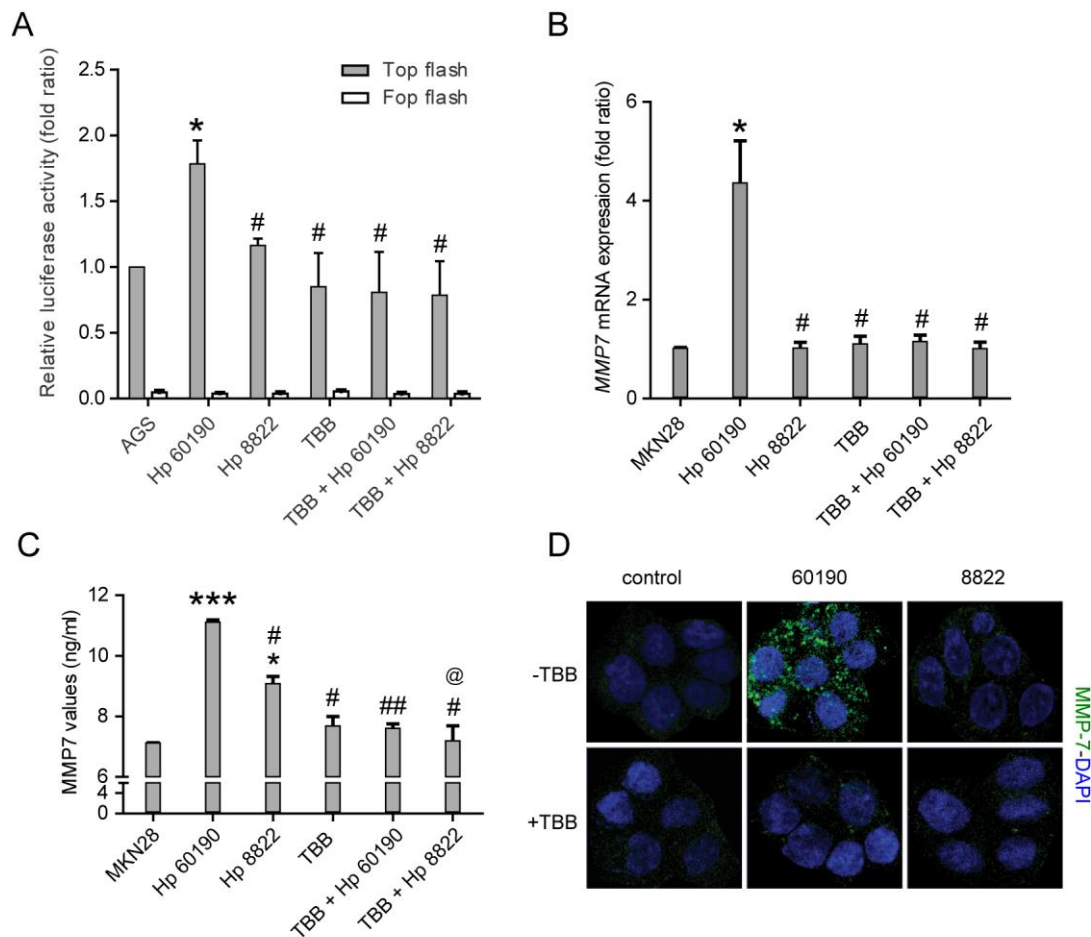 A
Relative luciferase activity (fold ratio)
2.5
2.0
1.5
1.0
0.5
0.0
Top flash
Fop flash
*
#
#
#
#
AGS
Hp 60190
Hp 8822
TBB
TBB + Hp 60190
TBB + Hp 8822
B
MMP7 mRNA expresaion (fold ratio)
6
4
2
0
*
#
#
#
#
MKN28
Hp 60190
Hp 8822
TBB
TBB + Hp 60190
TBB + Hp 8822
C
MMP7 values (ng/ml)
12
10
8
6
4
0
***
#
*
#
##
@
#
MKN28
Hp 60190
Hp 8822
TBB
TBB + Hp 60190
TBB + Hp 8822
D
control 60190 8822
-TBB
+TBB
MMP-7-DAPI